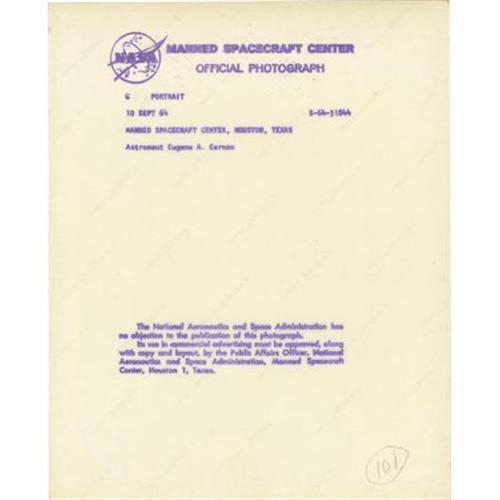 NASA
MANNED SPACECRAFT CENTER
OFFICIAL PHOTOGRAPH
G PORTRAIT
10 SEPT 64 S-64-31844
MANNED SPACECRAFT CENTER, HOUSTON, TEXAS
Astronaut Eugene A. Cernan
The National Aeronautics and Space Administration has
no objection to the publication of this photograph.
Its use in commercial advertising must be approved, along
with copy and layout, by the Public Affairs Officer, National
Aeronautics and Space Administration, Manned Spacecraft
Center, Houston 1, Texas.
101